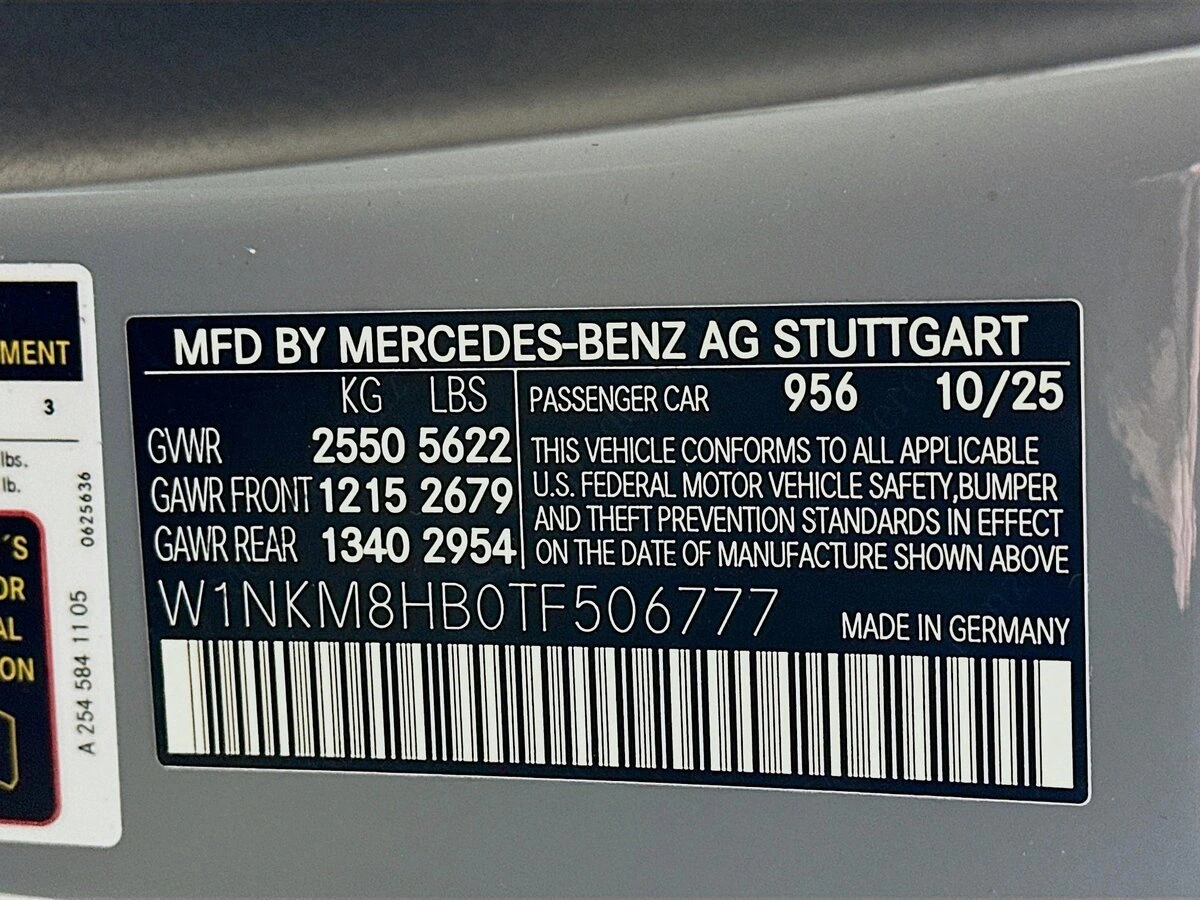 MENT
3
lbs.
lb.
´S
OR
AL
ON
0625636
A 254 584 11 05
MFD BY MERCEDES-BENZ AG STUTTGART
KG LBS
GVWR 2550 5622
GAWR FRONT 1215 2679
GAWR REAR 1340 2954
PASSENGER CAR 956 10/25
THIS VEHICLE CONFORMS TO ALL APPLICABLE
U.S. FEDERAL MOTOR VEHICLE SAFETY,BUMPER
AND THEFT PREVENTION STANDARDS IN EFFECT
ON THE DATE OF MANUFACTURE SHOWN ABOVE
W1NKM8HB0TF506777
MADE IN GERMANY